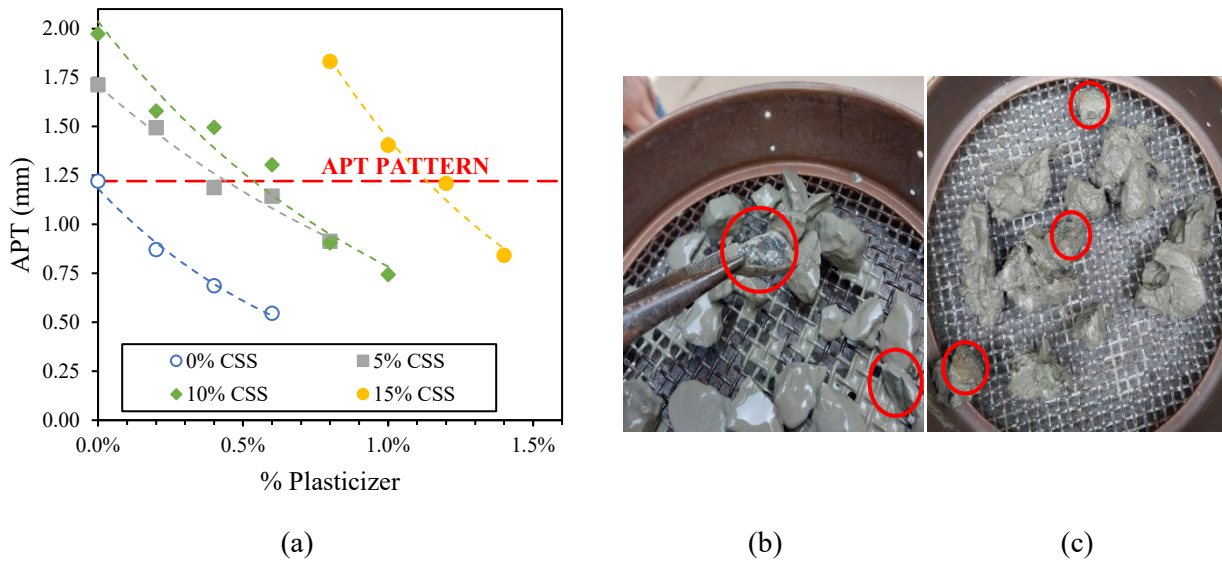 2.00
1.75
1.50
1.25
1.00
0.75
0.50
0.25
0.00
APT (mm)
APT PATTERN
0% CSS
5% CSS
10% CSS
15% CSS
0.0%
0.5%
1.0%
1.5%
% Plasticizer
(a)
(b)
(c)